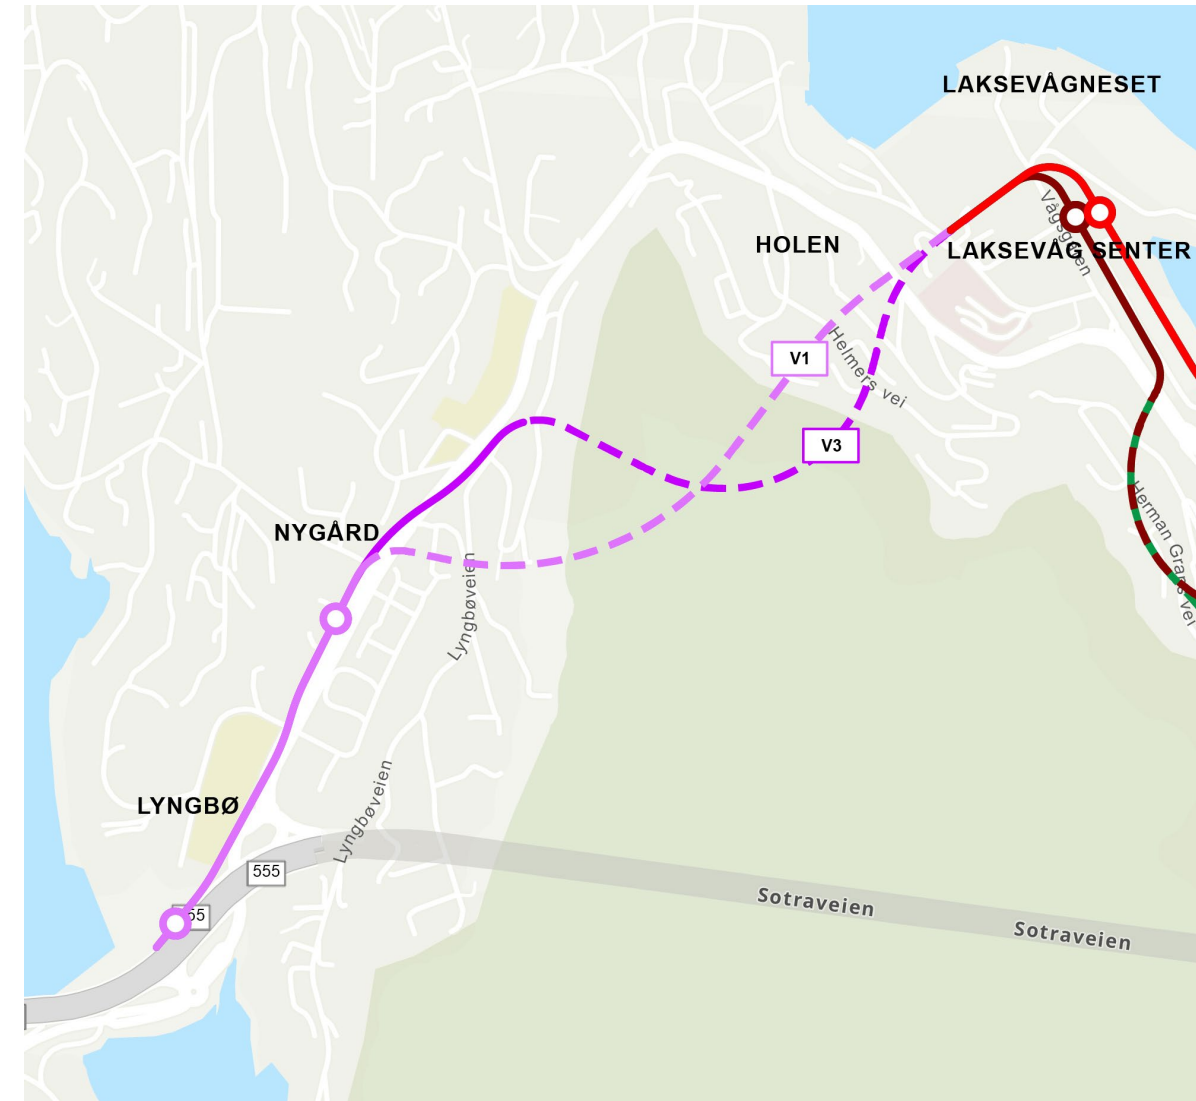 LAKSEVÅGNESET
Vågsgaten
HOLEN
LAKSEVÅG SENTER
V1
Helmers vei
V3
Herman Grans vei
NYGÅRD
Lyngbøveien
LYNGBØ
Lyngbøveien
555
Sotraveien
55
Sotraveien